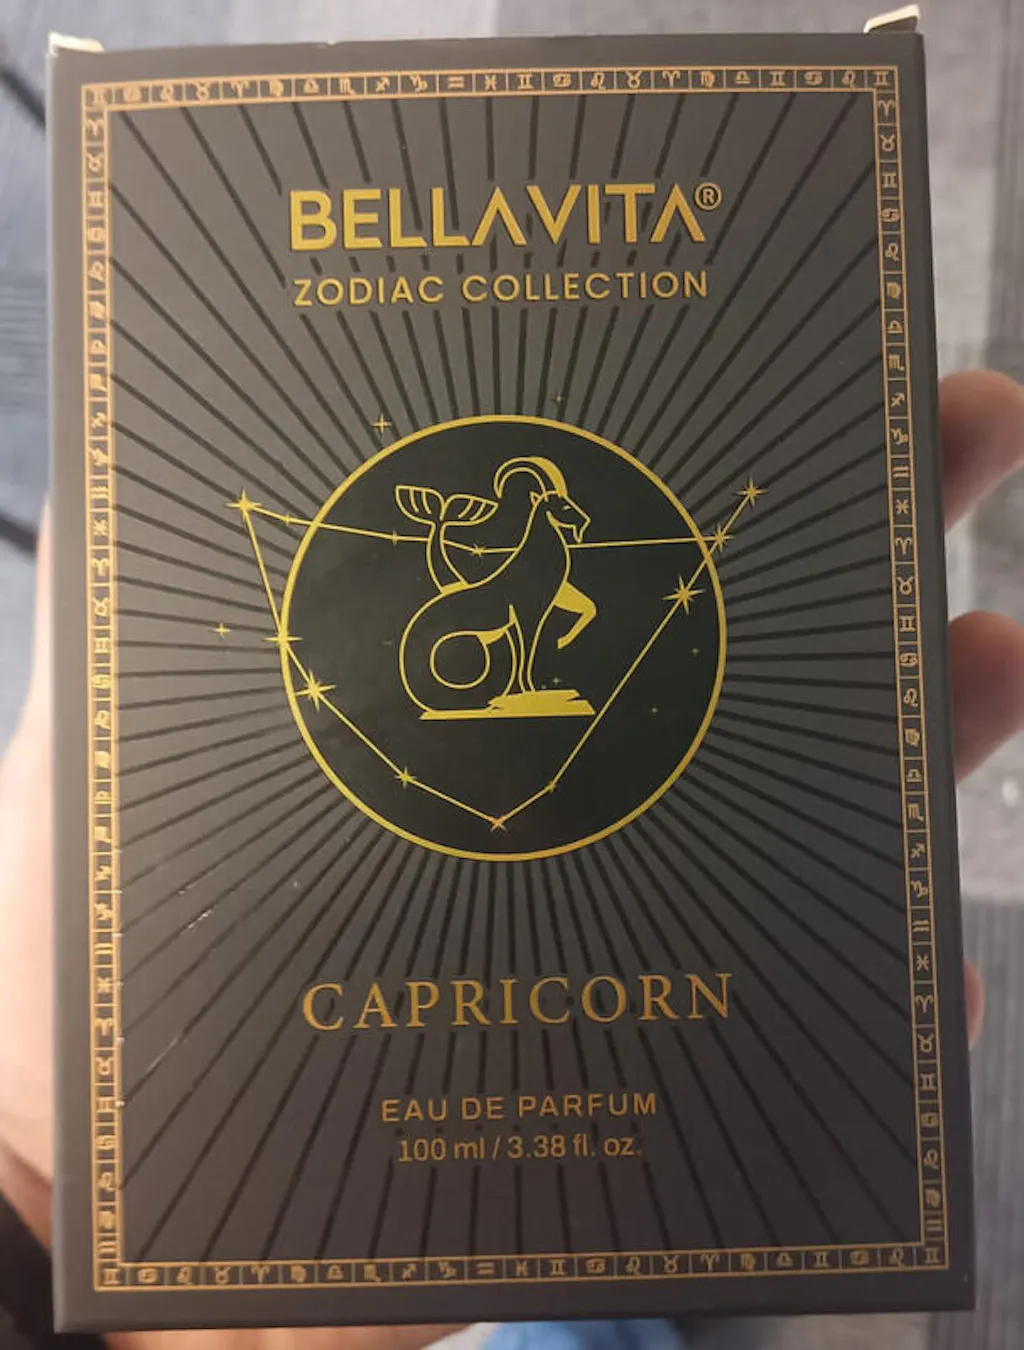 BELLAVITA®
ZODIAC COLLECTION
CAPRICORN
EAU DE PARFUM
100 ml / 3.38 fl. oz.